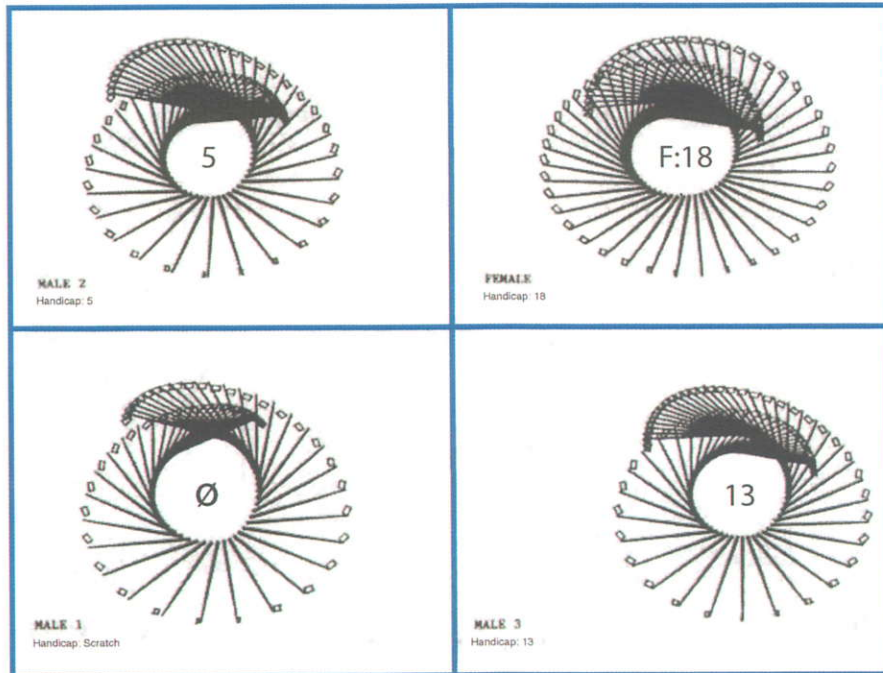 5
MALE 2
Handicap: 5
F:18
FEMALE
Handicap: 18
Ø
MALE 1
Handicap: Scratch
13
MALE 3
Handicap: 13